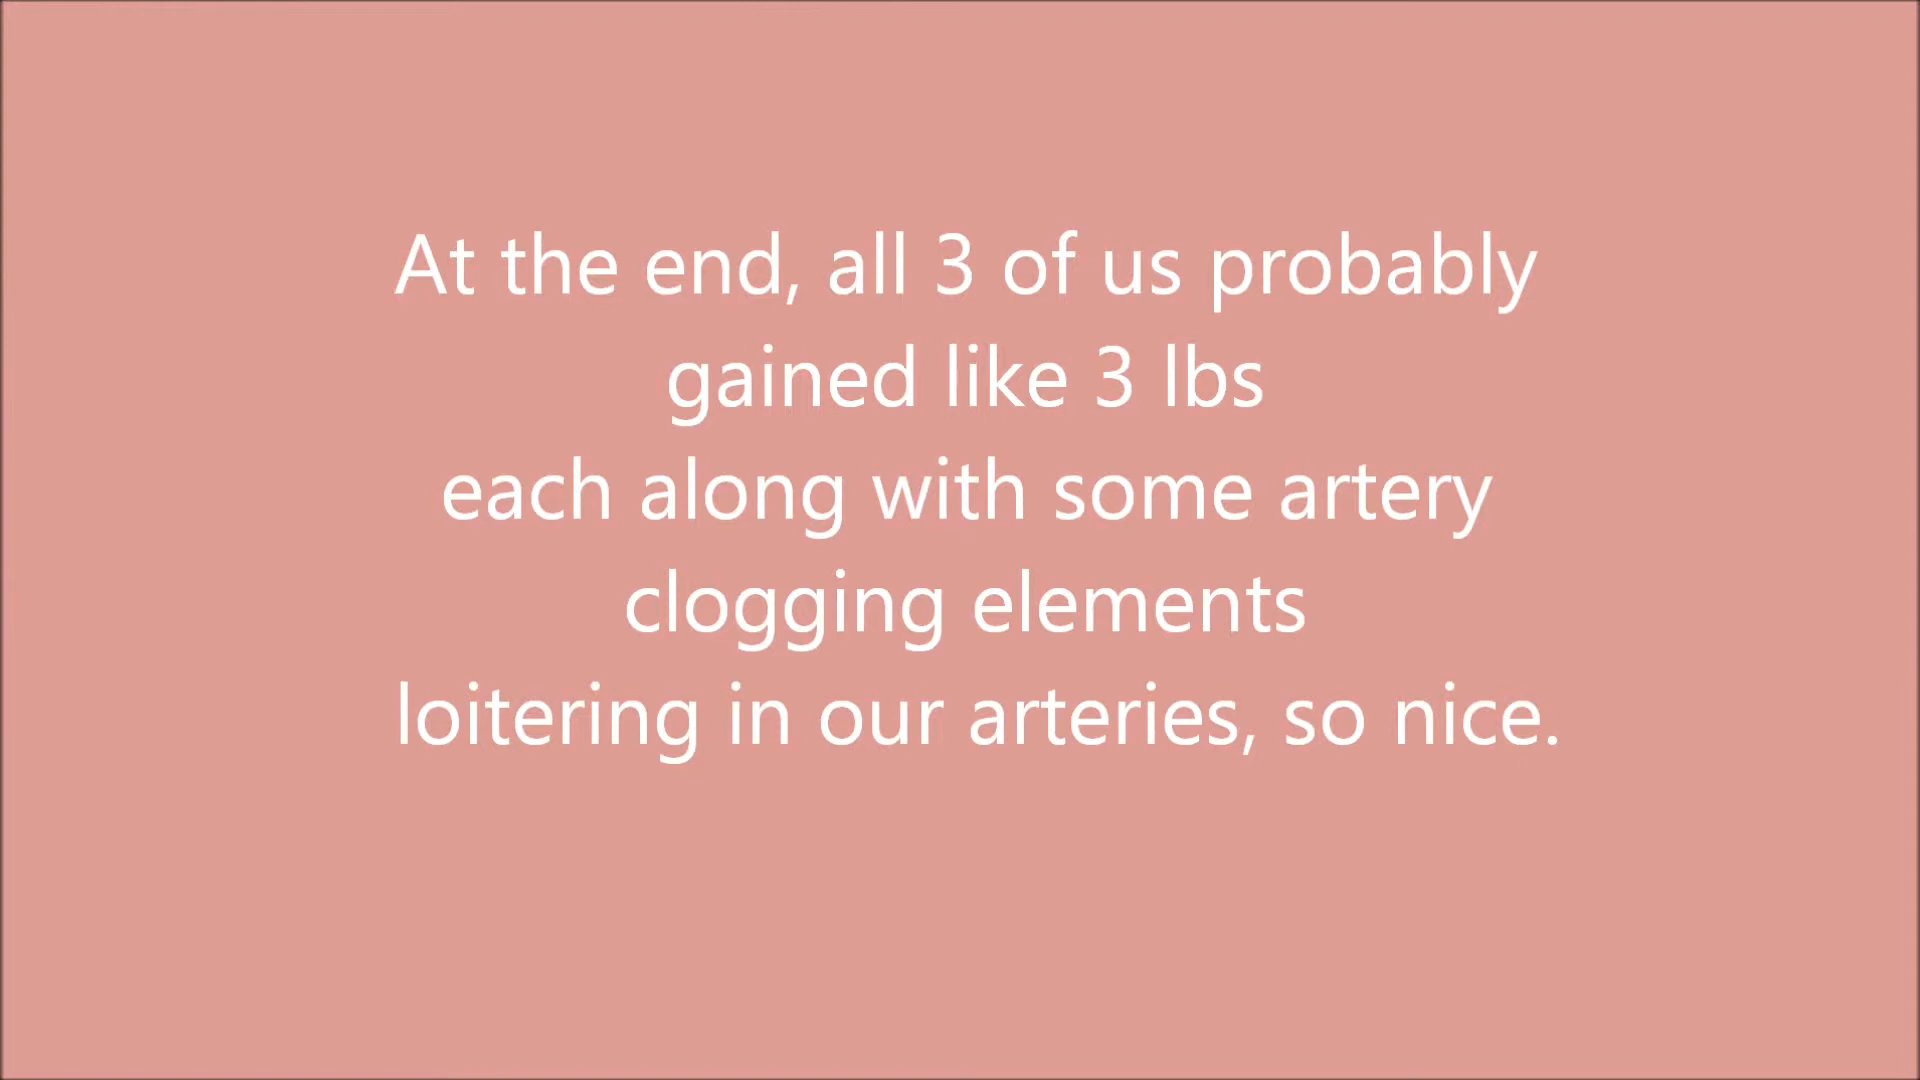 At the end, all 3 of us probably
gained like 3 lbs
each along with some artery
clogging elements
loitering in our arteries, so nice.